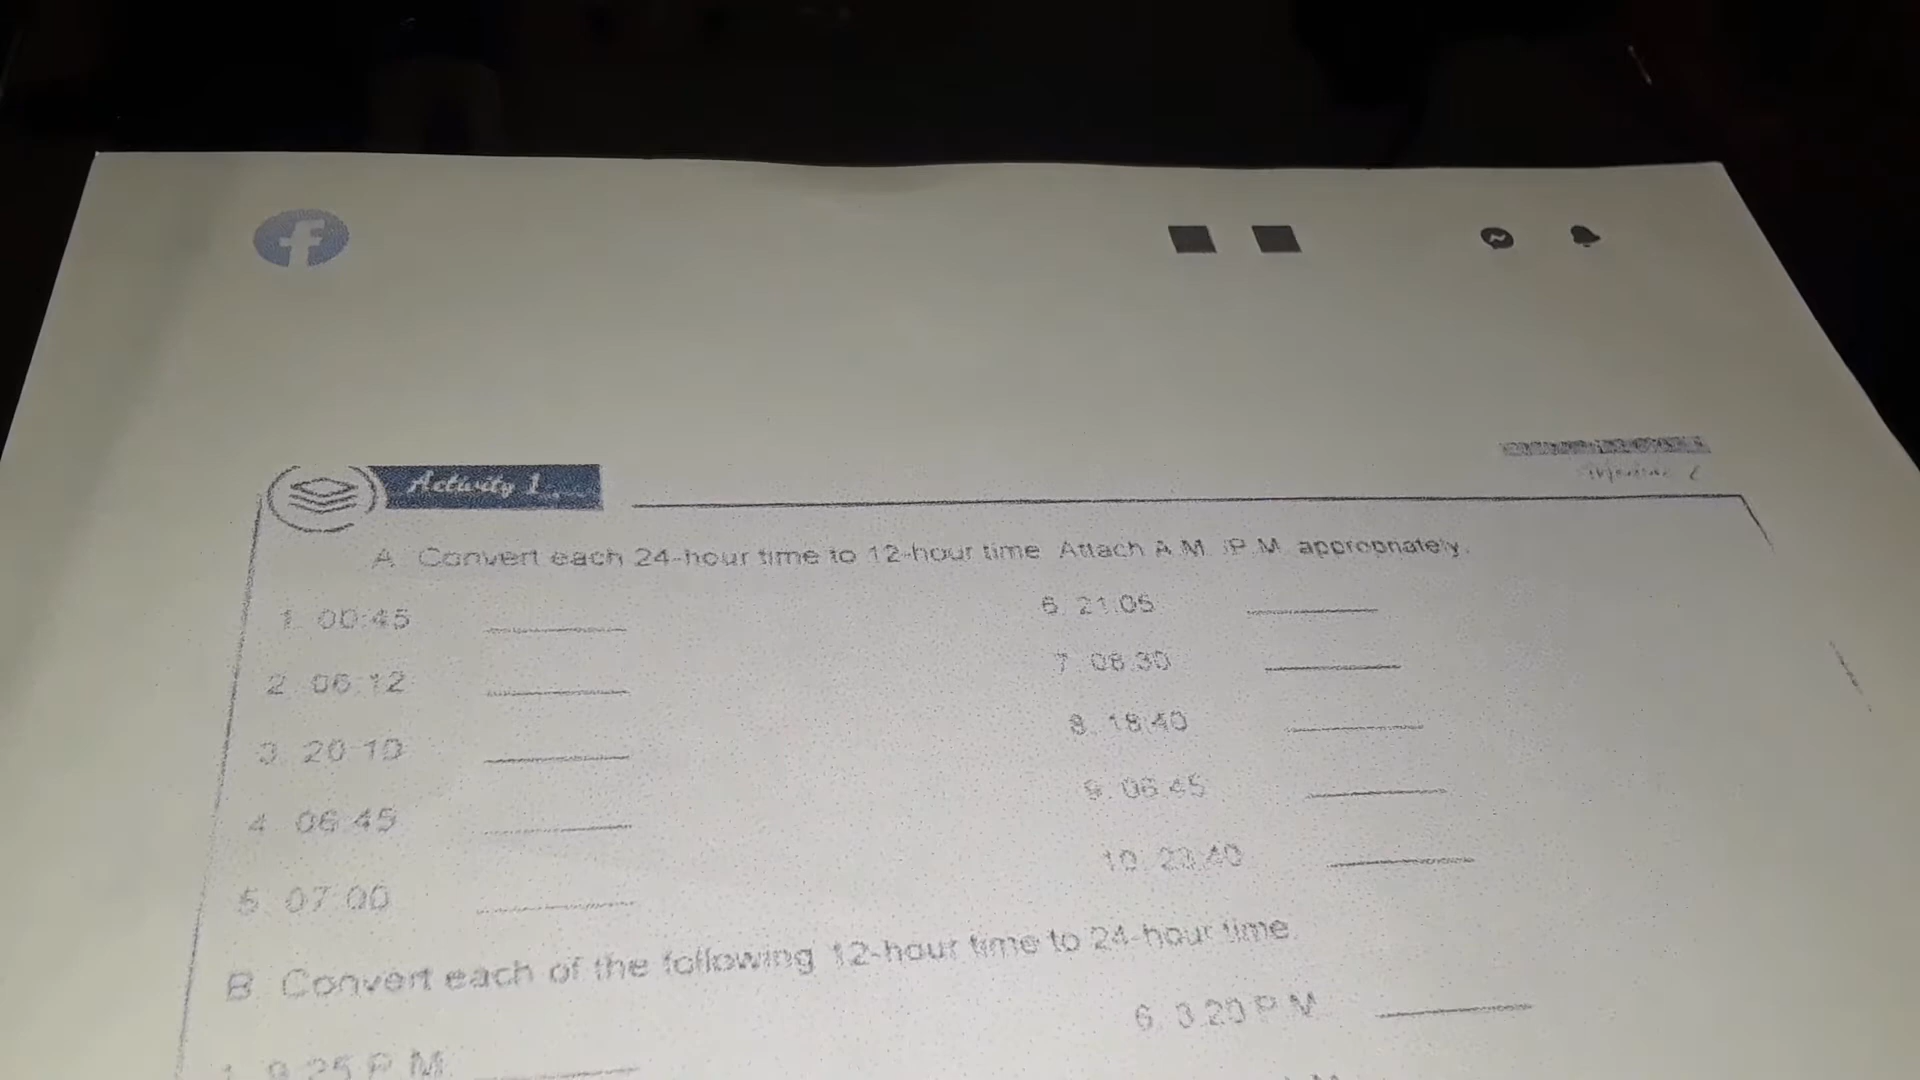 f
Activity 1
A. Convert each 24-hour time to 12-hour time. Attach A.M./P.M. appropriately.
1. 00:45
2. 06:12
3. 20:10
4. 06:45
5. 07:00
6. 21:05
7. 08:30
8. 18:40
9. 06:45
10. 23:40
B. Convert each of the following 12-hour time to 24-hour time.
6. 3:20 P.M.